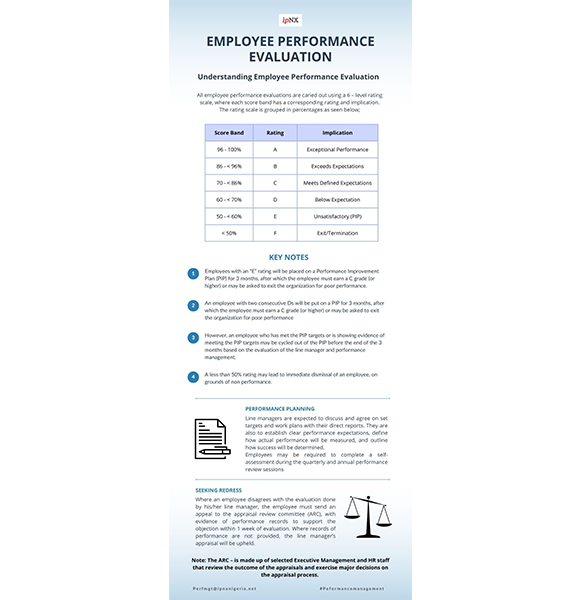 ipNX
EMPLOYEE PERFORMANCE
EVALUATION
Understanding Employee Performance Evaluation
All employee performance evaluations are caried out using a 6 – level rating
scale, where each score band has a corresponding rating and implication.
The rating scale is grouped in percentages as seen below;
Score Band Rating Implication
96 - 100% A Exceptional Performance
86 - < 96% B Exceeds Expectations
70 - < 86% C Meets Defined Expectations
60 - < 70% D Below Expectation
50 - < 60% E Unsatisfactory (PIP)
< 50% F Exit/Termination
KEY NOTES
1 Employees with an "E" rating will be placed on a Performance Improvement
Plan (PIP) for 3 months, after which the employee must earn a C grade (or
higher) or may be asked to exit the organization for poor performance.
2 An employee with two consecutive Ds will be put on a PIP for 3 months, after
which the employee must earn a C grade (or higher) or may be asked to exit
the organization for poor performance
3 However, an employee who has met the PIP targets or is showing evidence of
meeting the PIP targets may be cycled out of the PIP before the end of the 3
months based on the evaluation of the line manager and performance
management.
4 A less than 50% rating may lead to immediate dismissal of an employee, on
grounds of non performance.
PERFORMANCE PLANNING
Line managers are expected to discuss and agree on set
targets and work plans with their direct reports. They are
also to establish clear performance expectations, define
how actual performance will be measured, and outline
how success will be determined.
Employees may be required to complete a self-
assessment during the quarterly and annual performance
review sessions
SEEKING REDRESS
Where an employee disagrees with the evaluation done
by his/her line manager, the employee must send an
appeal to the appraisal review committee (ARC), with
evidence of performance records to support the
objection within 1 week of evaluation. Where records of
performance are not provided, the line manager's
appraisal will be upheld.
Note: The ARC – is made up of selected Executive Management and HR staff
that review the outcome of the appraisals and exercise major decisions on
the appraisal process.
Perfmgt@ipnxnigeria.net #Peformancemanagement